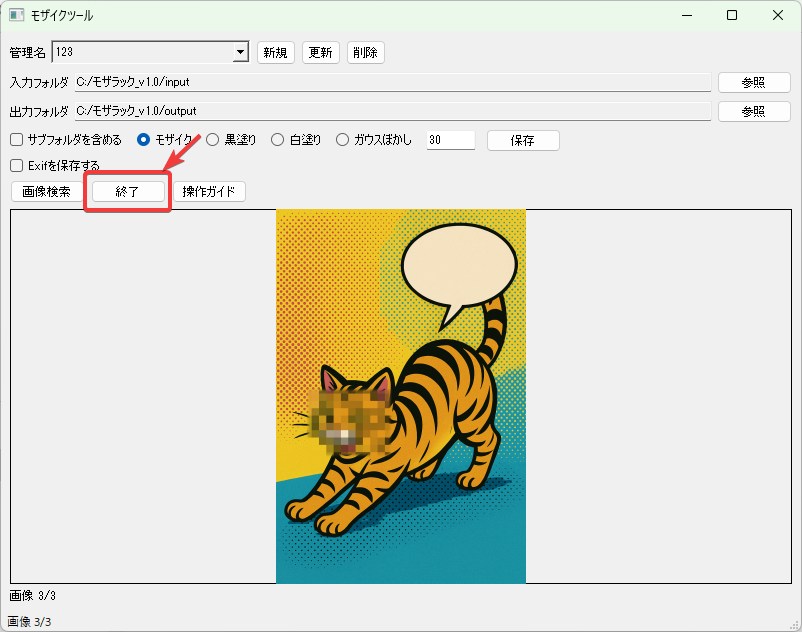 モザイクツール
管理名 123 新規 更新 削除
入力フォルダ C:/モザラック_v1.0/input 参照
出力フォルダ C:/モザラック_v1.0/output 参照
サブフォルダを含める モザイク 黒塗り 白塗り ガウスぼかし 30 保存
Exifを保存する
画像検索 終了 操作ガイド
画像 3/3
画像 3/3